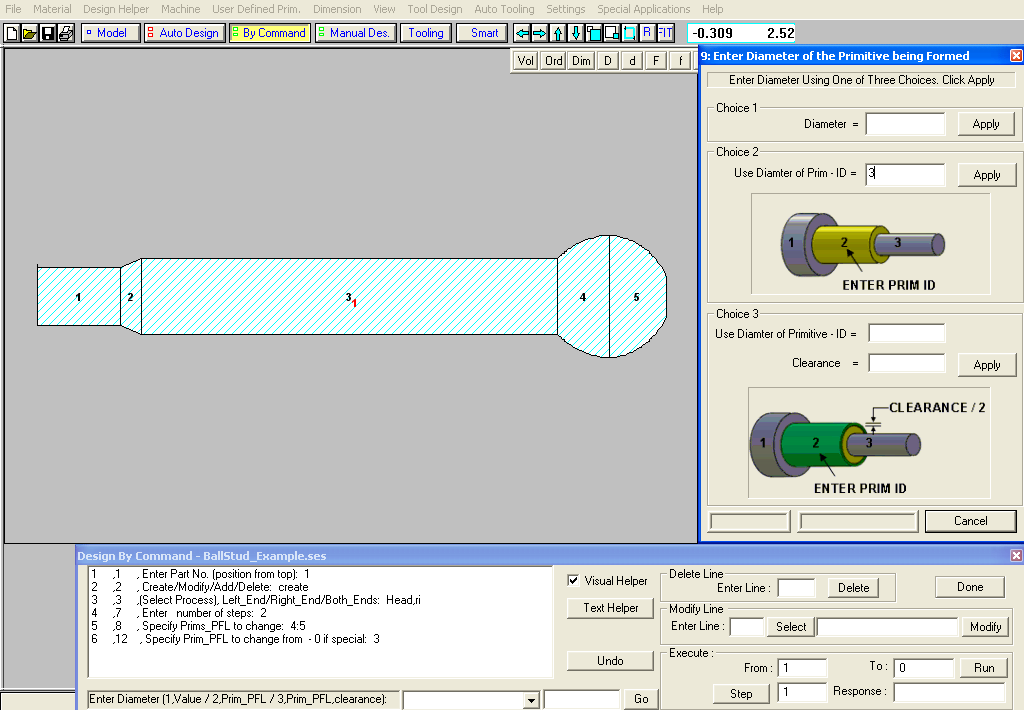 File Material Design Helper Machine User Defined Prim. Dimension View Tool Design Auto Tooling Settings Special Applications Help
Model Auto Design By Command Manual Des. Tooling Smart R FIT -0.309 2.52
Vol Ord Dim D d F f
9: Enter Diameter of the Primitive being Formed
Enter Diameter Using One of Three Choices. Click Apply
Choice 1
Diameter = Apply
Choice 2
Use Diamter of Prim - ID = 3 Apply
1 2 3
ENTER PRIM ID
Choice 3
Use Diamter of Primitive - ID =
Clearance = Apply
CLEARANCE / 2
1 2 3
ENTER PRIM ID
Cancel
1 2 3 1 4 5
Design By Command - BallStud_Example.ses
1 ,1 , Enter Part No. (position from top): 1
2 ,2 , Create/Modify/Add/Delete: create
3 ,3 ,(Select Process), Left_End/Right_End/Both_Ends: Head,ri
4 ,7 , Enter number of steps: 2
5 ,8 , Specify Prims_PFL to change: 4:5
6 ,12 , Specify Prim_PFL to change from - 0 if special: 3
Enter Diameter (1,Value / 2,Prim_PFL / 3,Prim_PFL,clearance): Go
Visual Helper
Text Helper
Undo
Delete Line
Enter Line : Delete
Done
Modify Line
Enter Line : Select Modify
Execute :
From : 1 To : 0 Run
Step 1 Response :